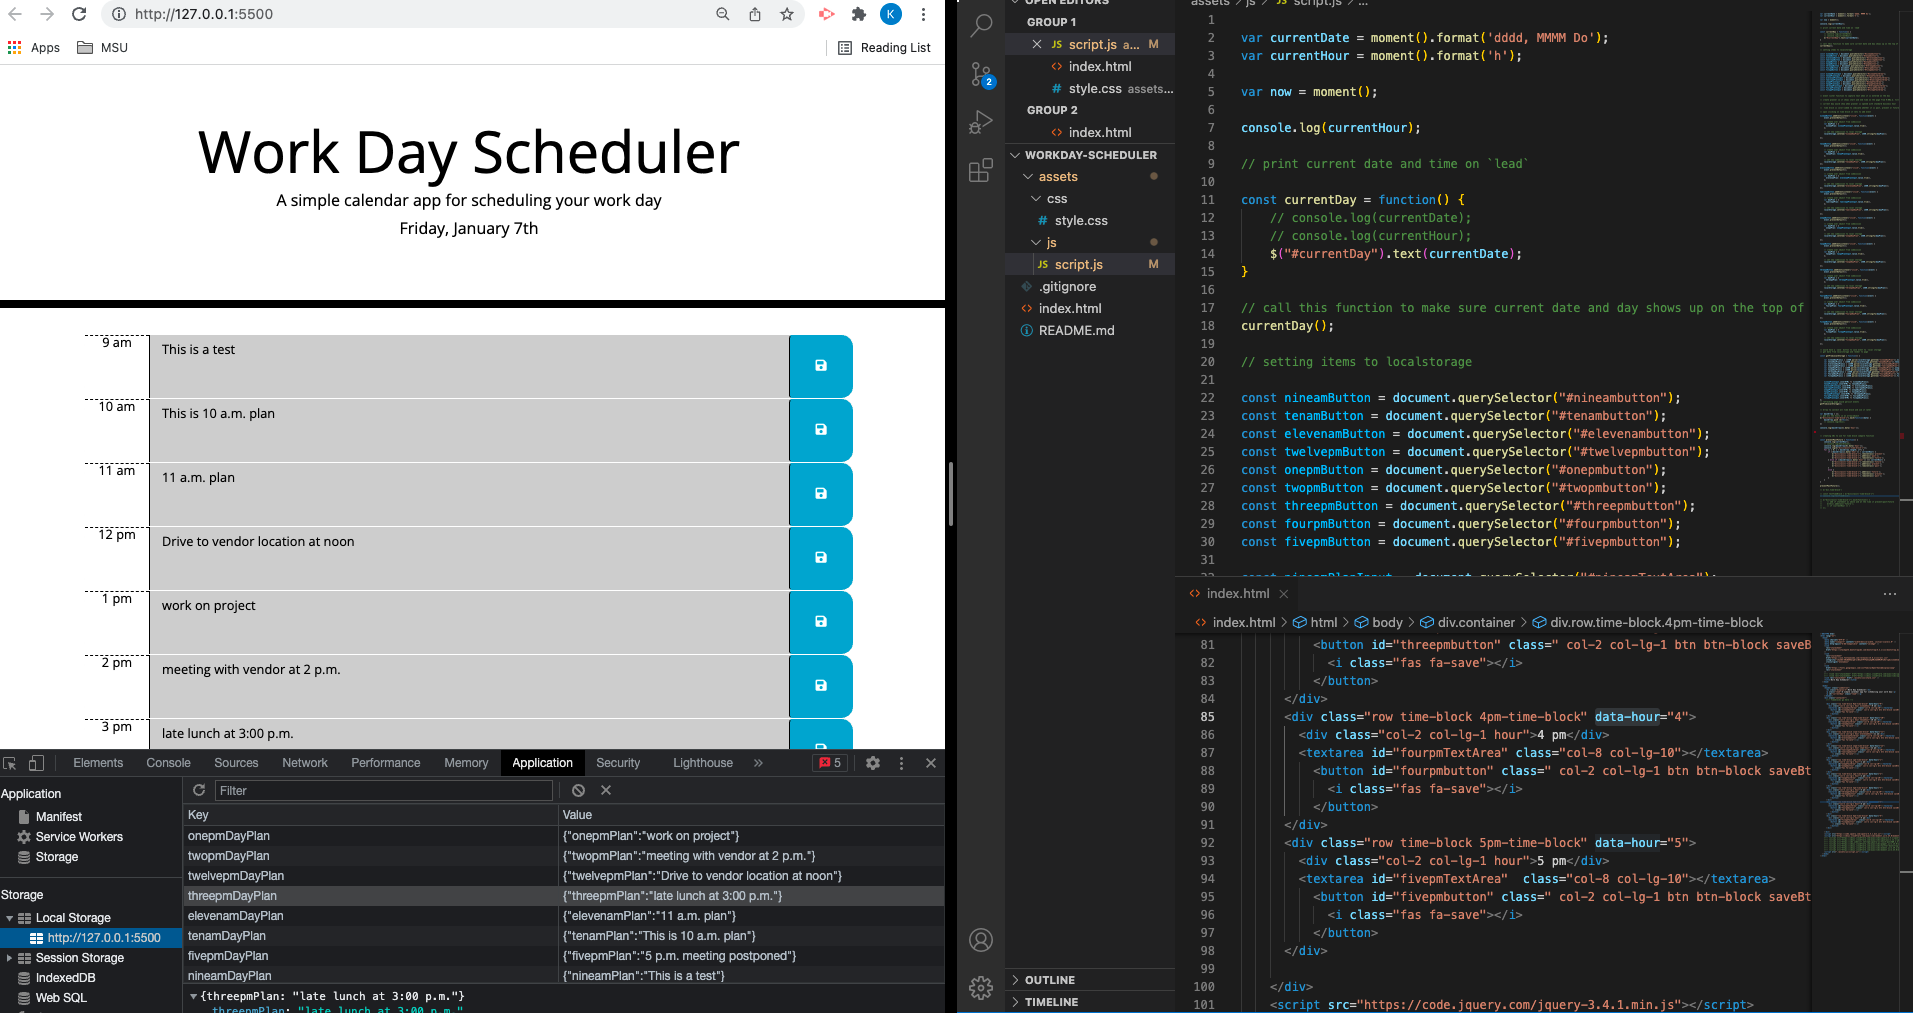 http://127.0.0.1:5500
K
Apps
MSU
Reading List
Work Day Scheduler
A simple calendar app for scheduling your work day
Friday, January 7th
9 am
This is a test
10 am
This is 10 a.m. plan
11 am
11 a.m. plan
12 pm
Drive to vendor location at noon
1 pm
work on project
2 pm
meeting with vendor at 2 p.m.
3 pm
late lunch at 3:00 p.m.
Elements Console Sources Network Performance Memory Application Security Lighthouse » 5
Application
Manifest
Service Workers
Storage
Storage
Local Storage
http://127.0.0.1:5500
Session Storage
IndexedDB
Web SQL
Filter
Key Value
onepmDayPlan {"onepmPlan":"work on project"}
twopmDayPlan {"twopmPlan":"meeting with vendor at 2 p.m."}
twelvepmDayPlan {"twelvepmPlan":"Drive to vendor location at noon"}
threepmDayPlan {"threepmPlan":"late lunch at 3:00 p.m."}
elevenamDayPlan {"elevenamPlan":"11 a.m. plan"}
tenamDayPlan {"tenamPlan":"This is 10 a.m. plan"}
fivepmDayPlan {"fivepmPlan":"5 p.m. meeting postponed"}
nineamDayPlan {"nineamPlan":"This is a test"}
{threepmPlan: "late lunch at 3:00 p.m."}
threepmPlan: "late lunch at 3:00 p.m."
2
OPEN EDITORS
GROUP 1
JS script.js a... M
<> index.html
# style.css assets...
GROUP 2
<> index.html
WORKDAY-SCHEDULER
assets
css
# style.css
js
JS script.js M
.gitignore
<> index.html
README.md
OUTLINE
TIMELINE
assets > js > JS script.js > ...
1
2 var currentDate = moment().format('dddd, MMMM Do');
3 var currentHour = moment().format('h');
4
5 var now = moment();
6
7 console.log(currentHour);
8
9 // print current date and time on `lead`
10
11 const currentDay = function() {
12 // console.log(currentDate);
13 // console.log(currentHour);
14 $("#currentDay").text(currentDate);
15 }
16
17 // call this function to make sure current date and day shows up on the top of
18 currentDay();
19
20 // setting items to localstorage
21
22 const nineamButton = document.querySelector("#nineambutton");
23 const tenamButton = document.querySelector("#tenambutton");
24 const elevenamButton = document.querySelector("#elevenambutton");
25 const twelvepmButton = document.querySelector("#twelvepmbutton");
26 const onepmButton = document.querySelector("#onepmbutton");
27 const twopmButton = document.querySelector("#twopmbutton");
28 const threepmButton = document.querySelector("#threepmbutton");
29 const fourpmButton = document.querySelector("#fourpmbutton");
30 const fivepmButton = document.querySelector("#fivepmbutton");
31
<> index.html ...
<> index.html > html > body > div.container > div.row.time-block.4pm-time-block
81 <button id="threepmbutton" class=" col-2 col-lg-1 btn btn-block saveB
82 <i class="fas fa-save"></i>
83 </button>
84 </div>
85 <div class="row time-block 4pm-time-block" data-hour="4">
86 <div class="col-2 col-lg-1 hour">4 pm</div>
87 <textarea id="fourpmTextArea" class="col-8 col-lg-10"></textarea>
88 <button id="fourpmbutton" class=" col-2 col-lg-1 btn btn-block saveBt
89 <i class="fas fa-save"></i>
90 </button>
91 </div>
92 <div class="row time-block 5pm-time-block" data-hour="5">
93 <div class="col-2 col-lg-1 hour">5 pm</div>
94 <textarea id="fivepmTextArea" class="col-8 col-lg-10"></textarea>
95 <button id="fivepmbutton" class=" col-2 col-lg-1 btn btn-block saveBt
96 <i class="fas fa-save"></i>
97 </button>
98 </div>
99
100 </div>
101 <script src="https://code.jquery.com/jquery-3.4.1.min.js"></script>